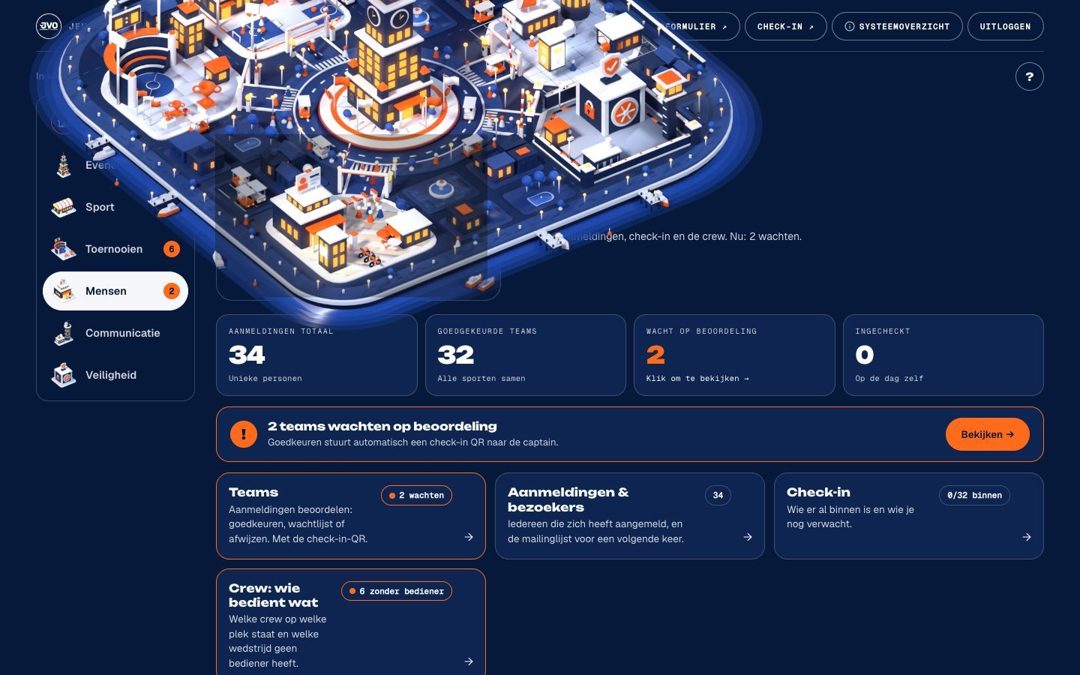 JVO
FORMULIER ↗
CHECK-IN ↗
SYSTEEMOVERZICHT
UITLOGGEN
?
Sport
Toernooien 6
Mensen 2
Communicatie
Veiligheid
meldingen, check-in en de crew. Nu: 2 wachten.
AANMELDINGEN TOTAAL
34
Unieke personen
GOEDGEKEURDE TEAMS
32
Alle sporten samen
WACHT OP BEOORDELING
2
Klik om te bekijken →
INGECHECKT
0
Op de dag zelf
!
2 teams wachten op beoordeling
Goedkeuren stuurt automatisch een check-in QR naar de captain.
Bekijken →
Teams
2 wachten
Aanmeldingen beoordelen:
goedkeuren, wachtlijst of
afwijzen. Met de check-in-QR.
→
Aanmeldingen &
bezoekers
34
Iedereen die zich heeft aangemeld, en
de mailinglijst voor een volgende keer.
→
Check-in
0/32 binnen
Wie er al binnen is en wie je
nog verwacht.
→
Crew: wie
bedient wat
6 zonder bediener
Welke crew op welke
plek staat en welke
wedstrijd geen
bediener heeft.
→